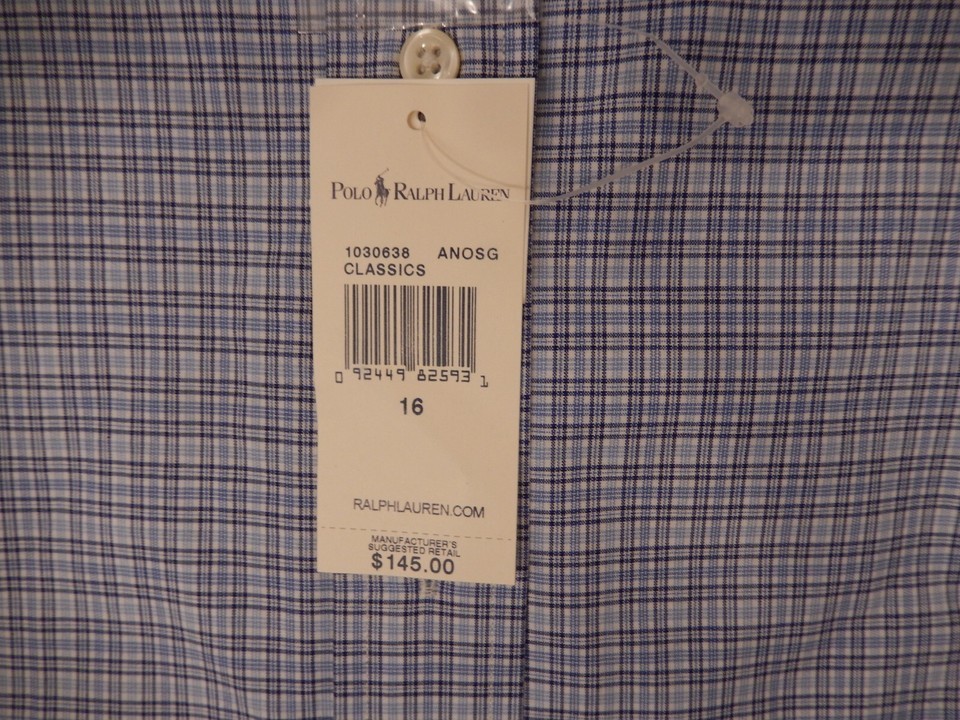 POLO RALPH LAUREN
1030638 ANOSG
CLASSICS
0 92449 82593 1
16
RALPHLAUREN.COM
MANUFACTURER'S
SUGGESTED RETAIL
$145.00